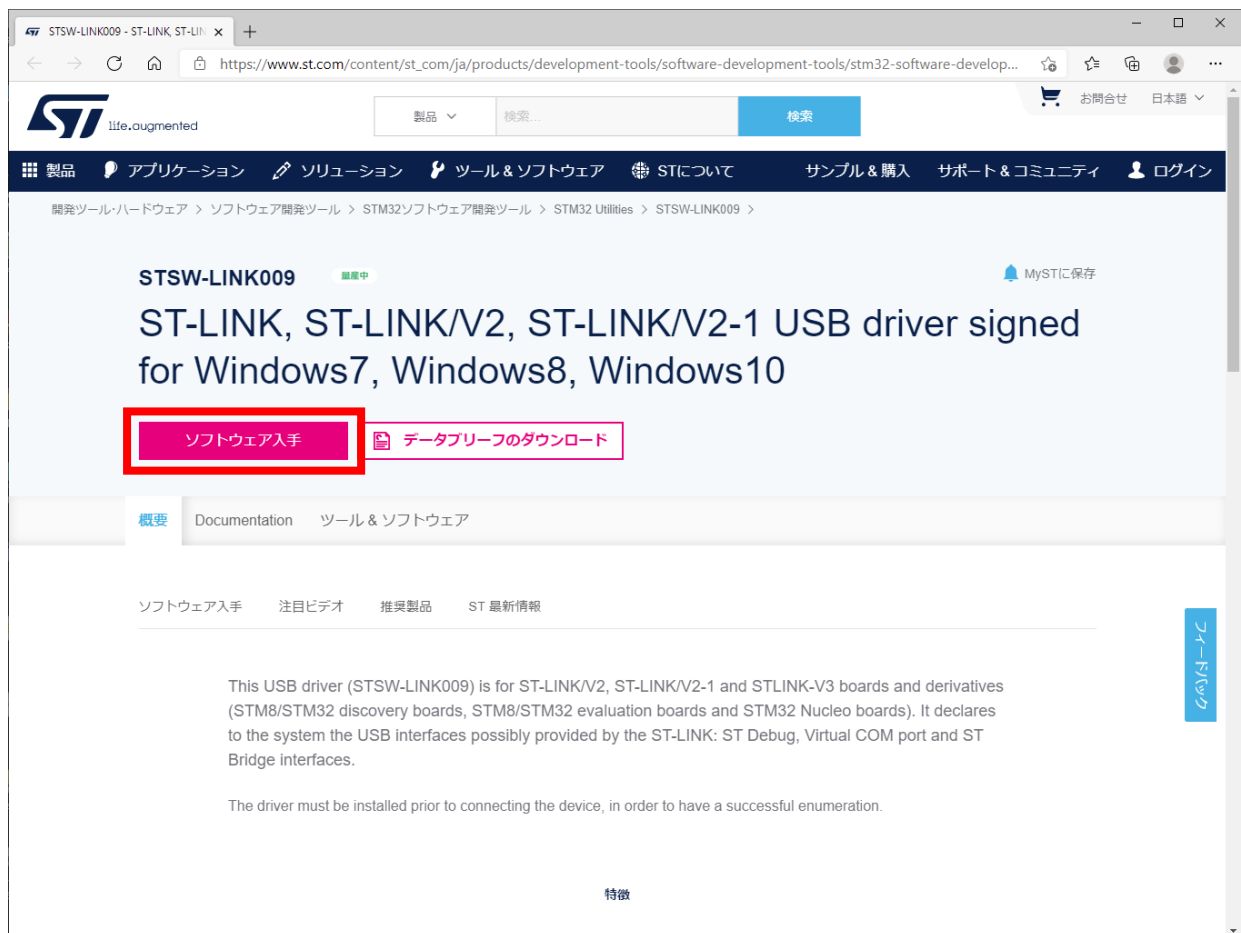 STSW-LINK009 - ST-LINK, ST-LIN
https://www.st.com/content/st_com/ja/products/development-tools/software-development-tools/stm32-software-develop...
life.augmented
製品
検索...
検索
お問合せ
日本語
製品
アプリケーション
ソリューション
ツール & ソフトウェア
STについて
サンプル & 購入
サポート & コミュニティ
ログイン
開発ツール･ハードウェア > ソフトウェア開発ツール > STM32ソフトウェア開発ツール > STM32 Utilities > STSW-LINK009 >
STSW-LINK009
量産中
MySTに保存
ST-LINK, ST-LINK/V2, ST-LINK/V2-1 USB driver signed
for Windows7, Windows8, Windows10
ソフトウェア入手
データブリーフのダウンロード
概要
Documentation
ツール & ソフトウェア
ソフトウェア入手
注目ビデオ
推奨製品
ST 最新情報
フィードバック
This USB driver (STSW-LINK009) is for ST-LINK/V2, ST-LINK/V2-1 and STLINK-V3 boards and derivatives
(STM8/STM32 discovery boards, STM8/STM32 evaluation boards and STM32 Nucleo boards). It declares
to the system the USB interfaces possibly provided by the ST-LINK: ST Debug, Virtual COM port and ST
Bridge interfaces.
The driver must be installed prior to connecting the device, in order to have a successful enumeration.
特徴